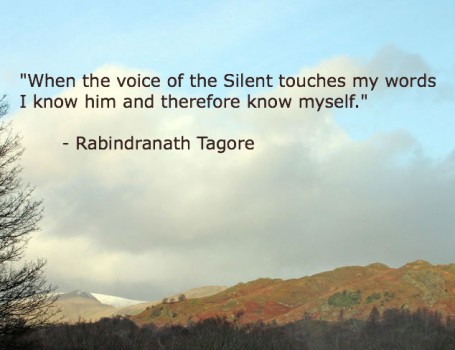 "When the voice of the Silent touches my words
I know him and therefore know myself."
- Rabindranath Tagore